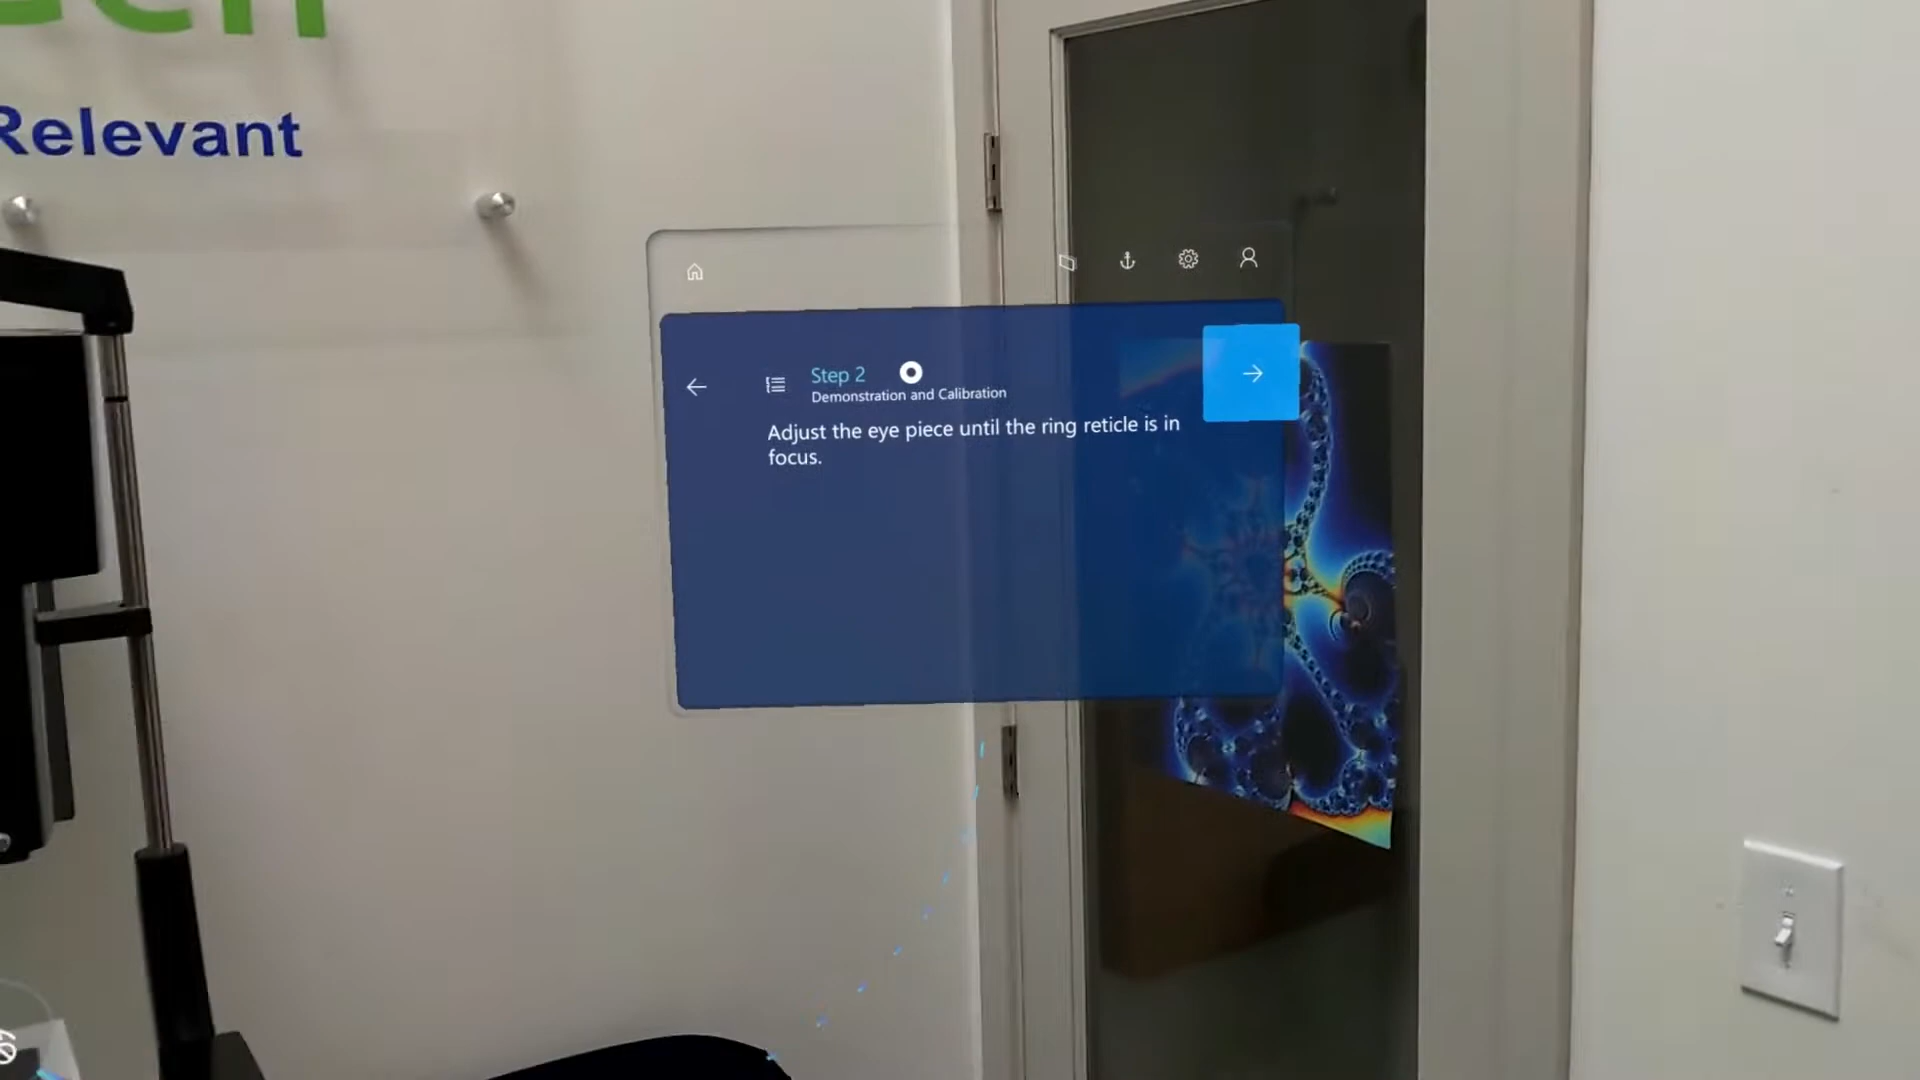 Relevant
Step 2
Demonstration and Calibration
Adjust the eye piece until the ring reticle is in
focus.